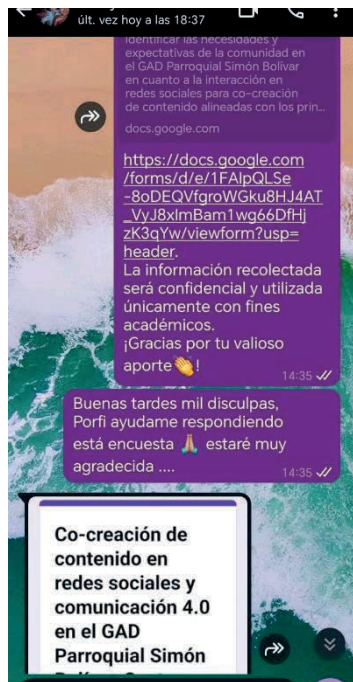 últ. vez hoy a las 18:37
identificar las necesidades y
expectativas de la comunidad en
el GAD Parroquial Simón Bolívar
en cuanto a la interacción en
redes sociales para co-creación
de contenido alineadas con los prin...
docs.google.com
https://docs.google.com
/forms/d/e/1FAIpQLSe
-8oDEQVfgroWGku8HJ4AT
_VyJ8xlmBam1wg66DfHj
zK3qYw/viewform?usp=
header.
La información recolectada
será confidencial y utilizada
únicamente con fines
académicos.
¡Gracias por tu valioso
aporte👏!
14:35
Buenas tardes mil disculpas,
Porfi ayudame respondiendo
está encuesta 🙏 estaré muy
agradecida ....
14:35
Co-creación de
contenido en
redes sociales y
comunicación 4.0
en el GAD
Parroquial Simón